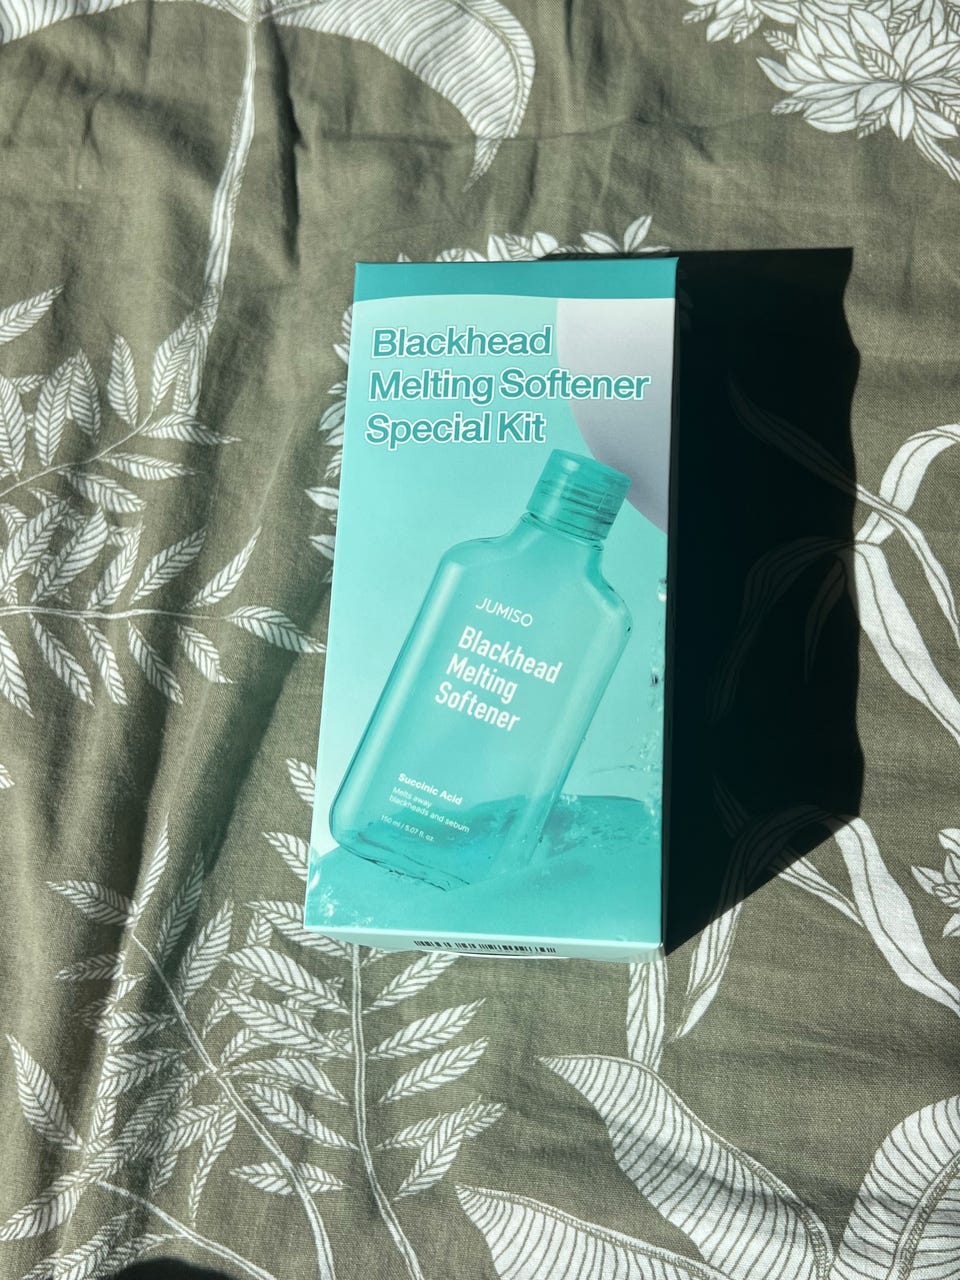 Blackhead
Melting Softener
Special Kit
JUMISO
Blackhead
Melting
Softener
Succinic Acid
Melts away
blackheads and sebum
150 ml / 5.07 fl. oz.